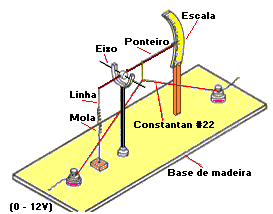 Escala
Ponteiro
Eixo
Linha
Mola
Constantan #22
Base de madeira
(0 - 12V)